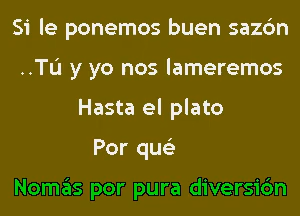 Si le ponemos buen sazón
..Tú y yo nos lameremos
Hasta el plato
Por qué
Nomás por pura diversión